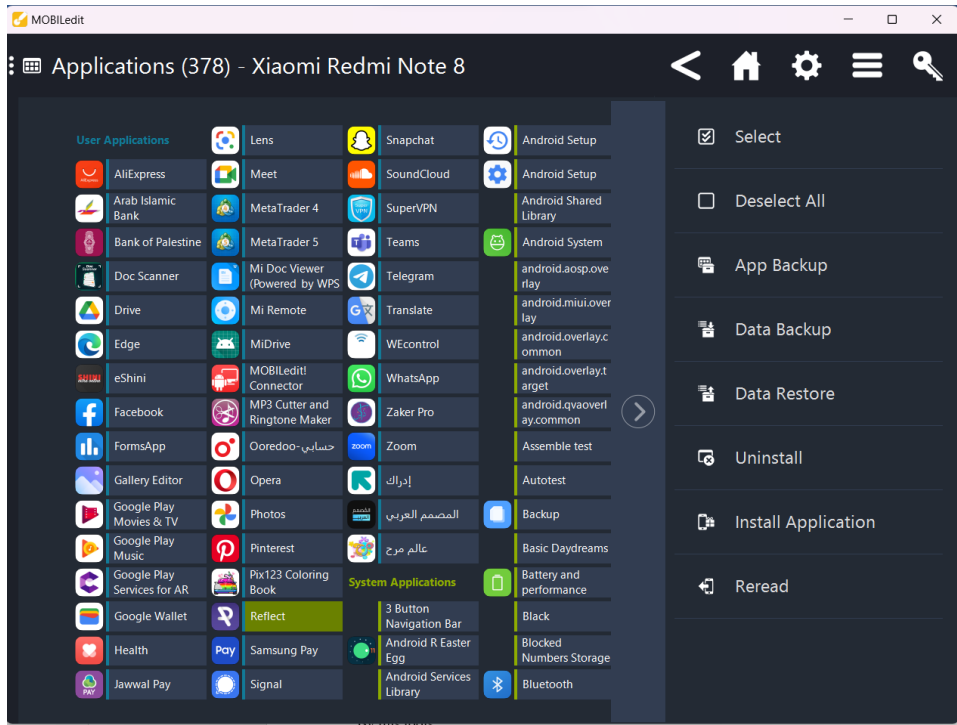 MOBILedit
Applications (378) - Xiaomi Redmi Note 8
User Applications
AliExpress
Arab Islamic
Bank
Bank of Palestine
Doc Scanner
Drive
Edge
eShini
Facebook
FormsApp
Gallery Editor
Google Play
Movies & TV
Google Play
Music
Google Play
Services for AR
Google Wallet
Health
Jawwal Pay
Lens
Meet
MetaTrader 4
MetaTrader 5
Mi Doc Viewer
(Powered by WPS
Mi Remote
MiDrive
MOBILedit!
Connector
MP3 Cutter and
Ringtone Maker
Ooredoo-حسابي
Opera
Photos
Pinterest
Pix123 Coloring
Book
Reflect
Pay
Samsung Pay
Signal
Snapchat
SoundCloud
VPN
SuperVPN
Teams
Telegram
Translate
WEcontrol
WhatsApp
Zaker Pro
zoom
Zoom
إدراك
المصمم العربي
عالم مرح
System Applications
3 Button
Navigation Bar
Android R Easter
Egg
Android Services
Library
Android Setup
Android Setup
Android Shared
Library
Android System
android.aosp.ove
rlay
android.miui.over
lay
android.overlay.c
ommon
android.overlay.t
arget
android.qvaoverl
ay.common
Assemble test
Autotest
Backup
Basic Daydreams
Battery and
performance
Black
Blocked
Numbers Storage
Bluetooth
Select
Deselect All
App Backup
Data Backup
Data Restore
Uninstall
Install Application
Reread